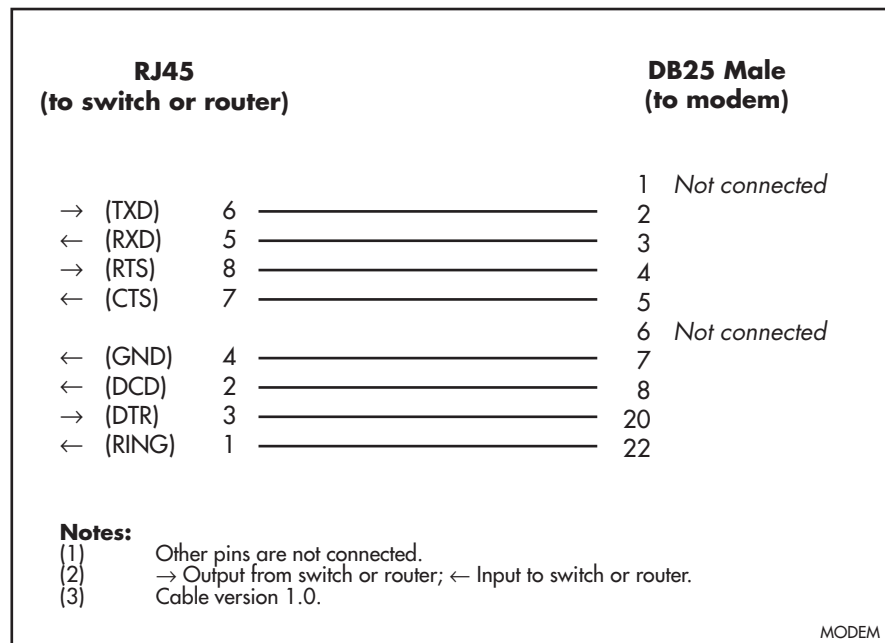 RJ45 DB25 Male
(to switch or router) (to modem)
1 Not connected
→ (TXD) 6 2
← (RXD) 5 3
→ (RTS) 8 4
← (CTS) 7 5
6 Not connected
← (GND) 4 7
← (DCD) 2 8
→ (DTR) 3 20
← (RING) 1 22
Notes:
(1) Other pins are not connected.
(2) → Output from switch or router; ← Input to switch or router.
(3) Cable version 1.0.
MODEM